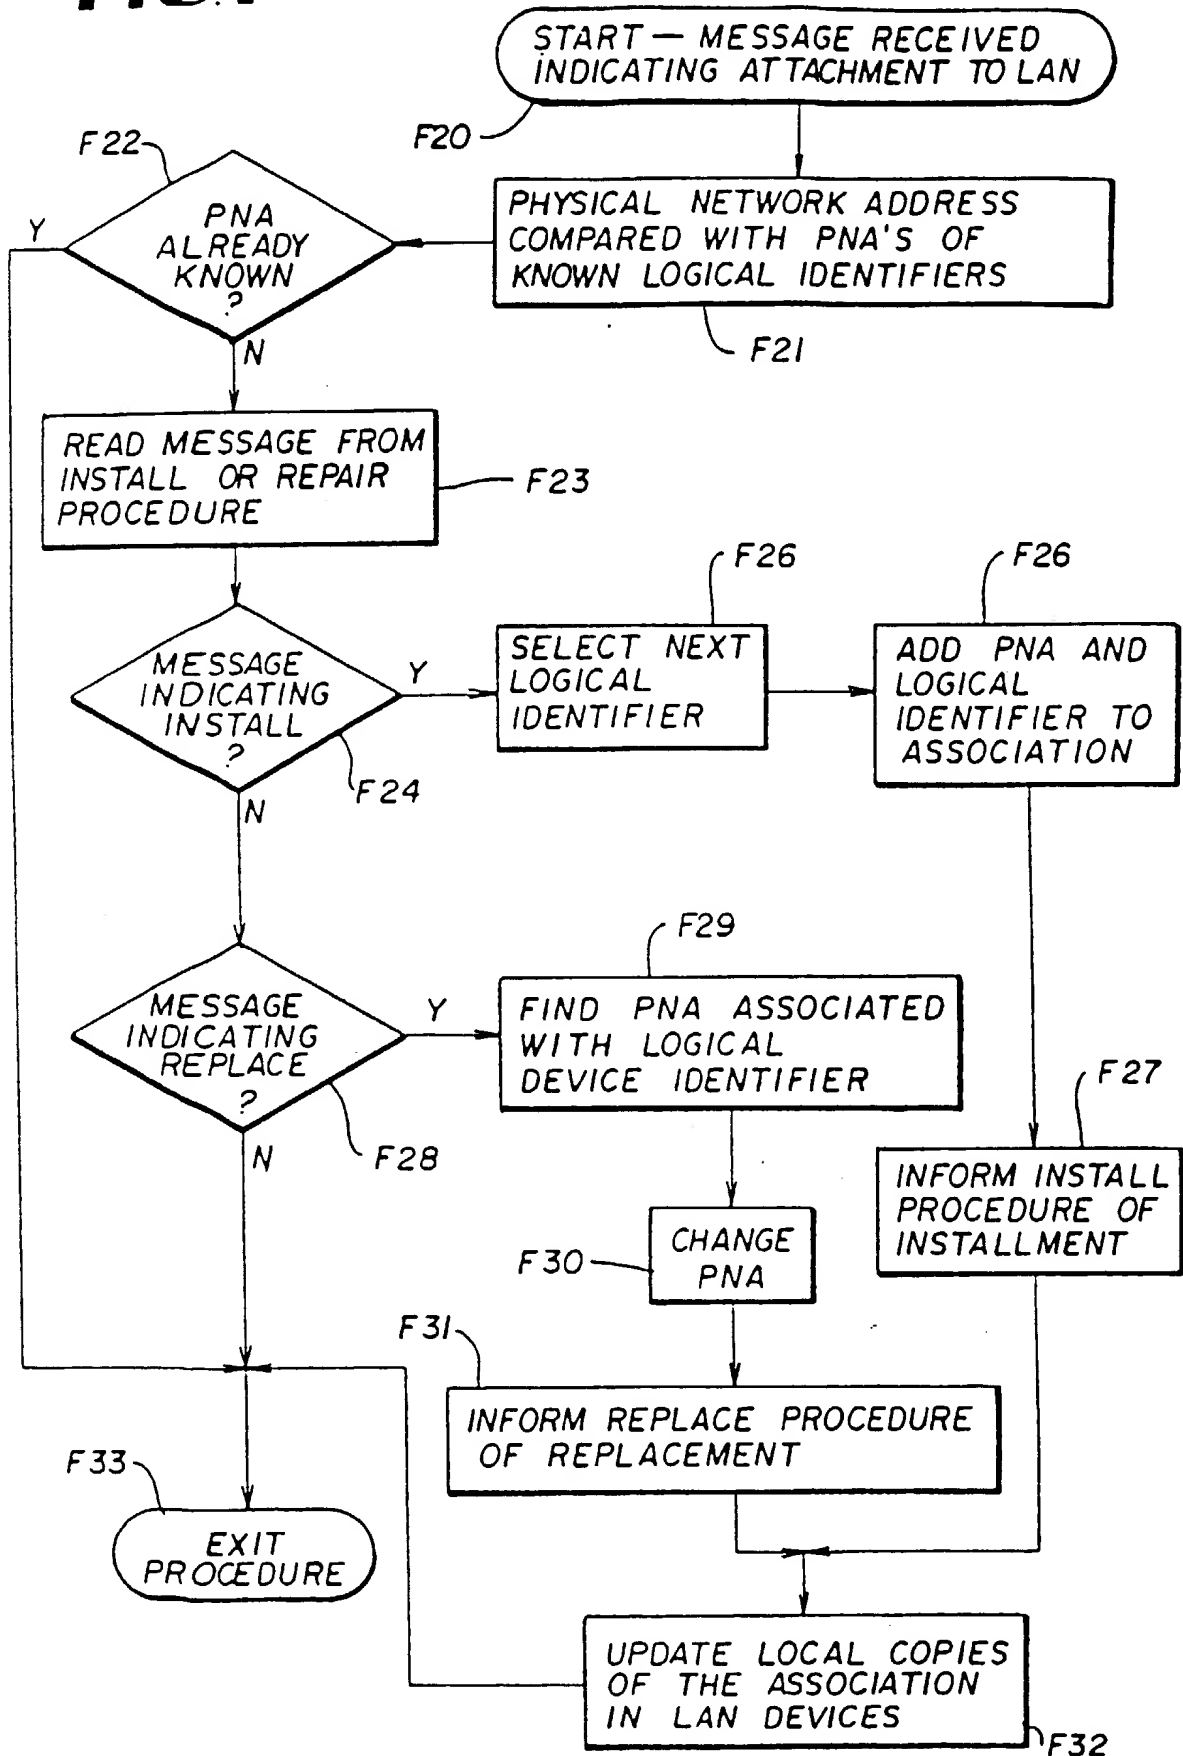 START — MESSAGE RECEIVED
INDICATING ATTACHMENT TO LAN
F20
F22
Y
PNA
ALREADY
KNOWN
?
N
PHYSICAL NETWORK ADDRESS
COMPARED WITH PNA'S OF
KNOWN LOGICAL IDENTIFIERS
F21
READ MESSAGE FROM
INSTALL OR REPAIR
PROCEDURE
F23
MESSAGE
INDICATING
INSTALL
?
Y
F24
N
F26
SELECT NEXT
LOGICAL
IDENTIFIER
F26
ADD PNA AND
LOGICAL
IDENTIFIER TO
ASSOCIATION
MESSAGE
INDICATING
REPLACE
?
Y
F28
N
F29
FIND PNA ASSOCIATED
WITH LOGICAL
DEVICE IDENTIFIER
F27
INFORM INSTALL
PROCEDURE OF
INSTALLMENT
F30
CHANGE
PNA
F31
INFORM REPLACE PROCEDURE
OF REPLACEMENT
F33
EXIT
PROCEDURE
UPDATE LOCAL COPIES
OF THE ASSOCIATION
IN LAN DEVICES
F32